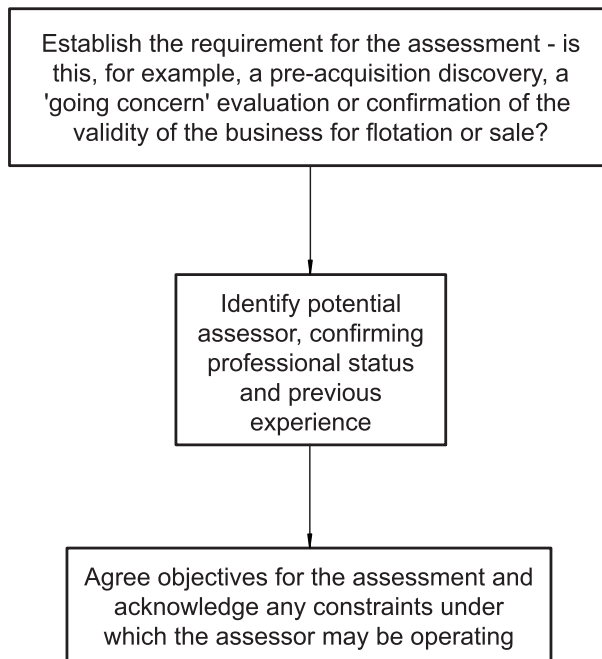 Establish the requirement for the assessment - is
this, for example, a pre-acquisition discovery, a
'going concern' evaluation or confirmation of the
validity of the business for flotation or sale?
Identify potential
assessor, confirming
professional status
and previous
experience
Agree objectives for the assessment and
acknowledge any constraints under
which the assessor may be operating